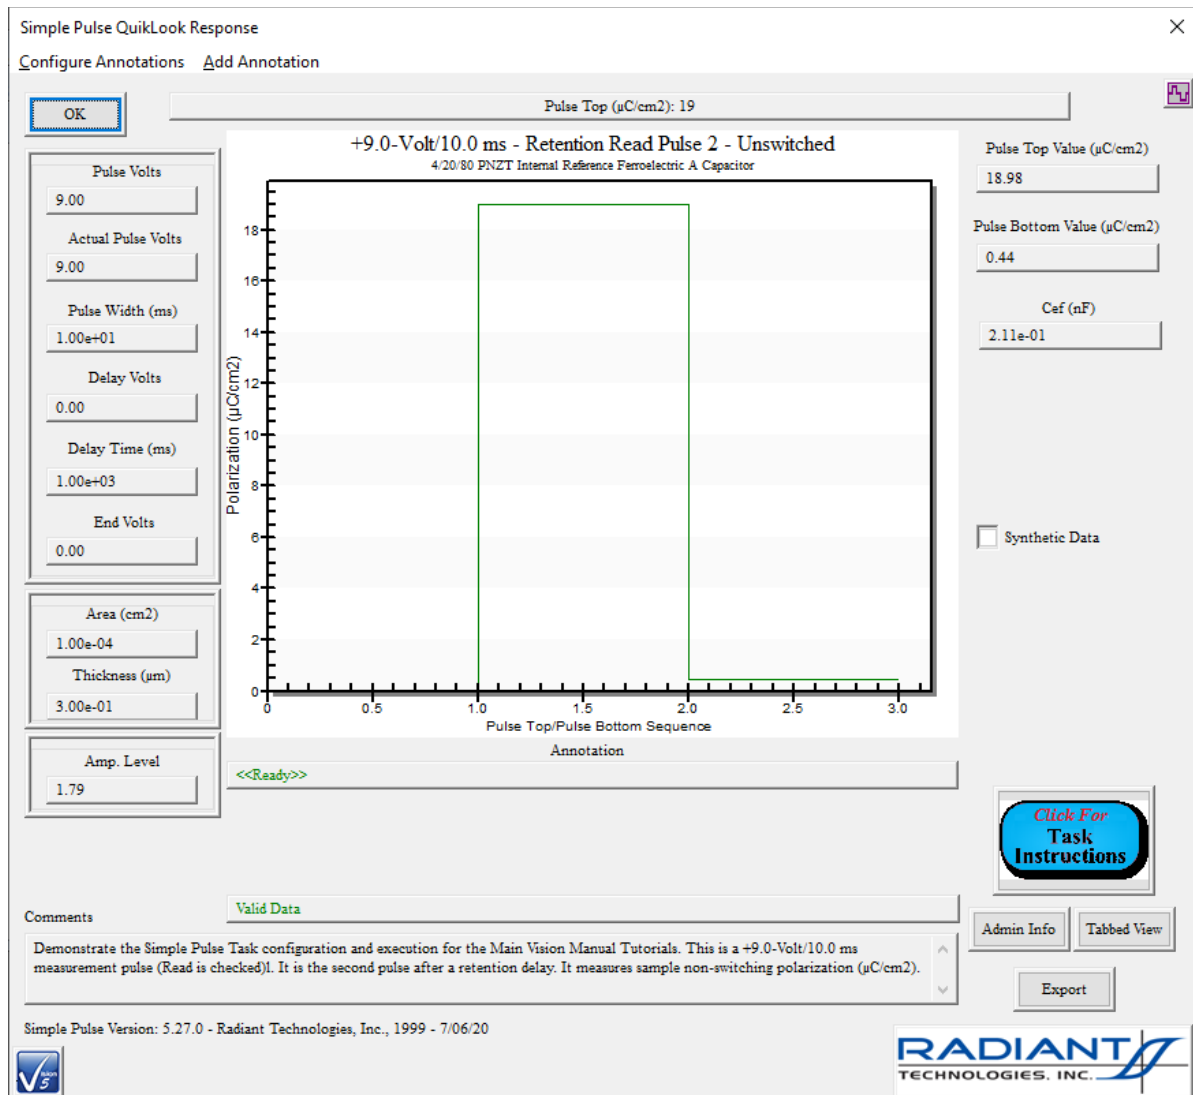 Simple Pulse QuikLook Response
Configure Annotations Add Annotation
OK
Pulse Top (µC/cm2): 19
Pulse Volts
9.00
Actual Pulse Volts
9.00
Pulse Width (ms)
1.00e+01
Delay Volts
0.00
Delay Time (ms)
1.00e+03
End Volts
0.00
Area (cm2)
1.00e-04
Thickness (µm)
3.00e-01
Amp. Level
1.79
+9.0-Volt/10.0 ms - Retention Read Pulse 2 - Unswitched
4/20/80 PNZT Internal Reference Ferroelectric A Capacitor
Polarization (µC/cm2)
18
16
14
12
10
8
6
4
2
0
0 0.5 1.0 1.5 2.0 2.5 3.0
Pulse Top/Pulse Bottom Sequence
Pulse Top Value (µC/cm2)
18.98
Pulse Bottom Value (µC/cm2)
0.44
Cef (nF)
2.11e-01
Synthetic Data
Annotation
<<Ready>>
Click For
Task
Instructions
Valid Data
Comments
Demonstrate the Simple Pulse Task configuration and execution for the Main Vision Manual Tutorials. This is a +9.0-Volt/10.0 ms
measurement pulse (Read is checked)l. It is the second pulse after a retention delay. It measures sample non-switching polarization (µC/cm2).
Admin Info Tabbed View
Export
Simple Pulse Version: 5.27.0 - Radiant Technologies, Inc., 1999 - 7/06/20
Vision
5
RADIANT
TECHNOLOGIES, INC.